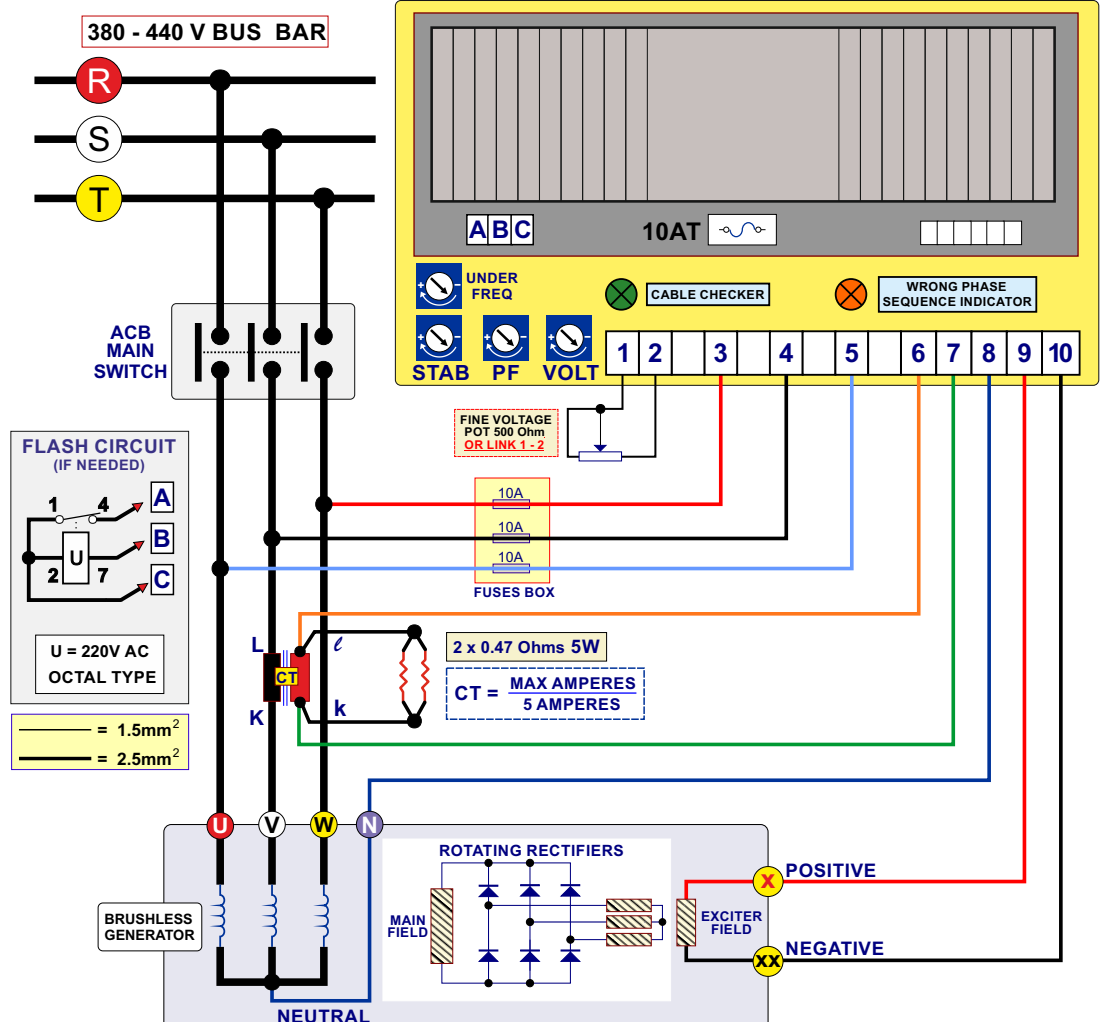 380 - 440 V BUS BAR
R
S
T
A B C
10AT
UNDER
FREQ
CABLE CHECKER
WRONG PHASE
SEQUENCE INDICATOR
+ -
STAB
PF
VOLT
1 2 3 4 5 6 7 8 9 10
ACB
MAIN
SWITCH
FINE VOLTAGE
POT 500 Ohm
OR LINK 1 - 2
FLASH CIRCUIT
(IF NEEDED)
1 4 A
U B
2 7 C
U = 220V AC
OCTAL TYPE
= 1.5mm²
= 2.5mm²
10A
10A
10A
FUSES BOX
L
ℓ
CT
K
k
2 x 0.47 Ohms 5W
CT = MAX AMPERES
5 AMPERES
U V W N
BRUSHLESS
GENERATOR
ROTATING RECTIFIERS
MAIN
FIELD
EXCITER
FIELD
X POSITIVE
XX NEGATIVE
NEUTRAL